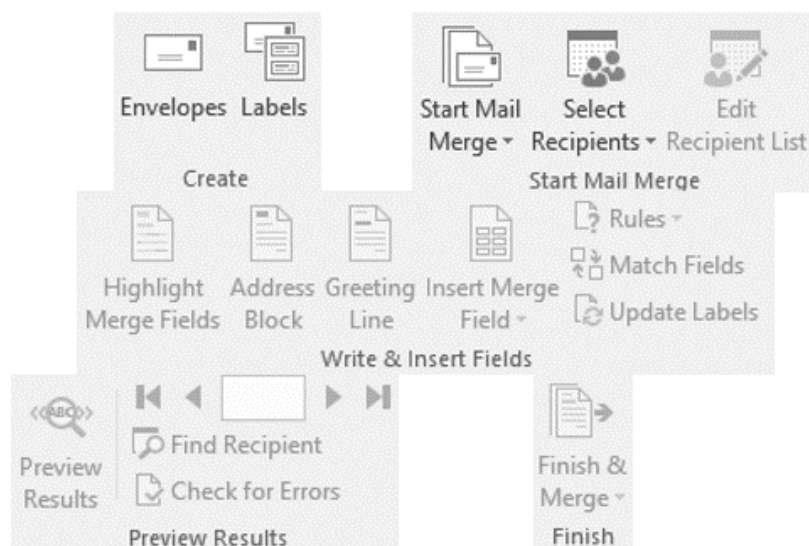 Envelopes Labels
Create
Start Mail Merge
Select Recipients
Edit Recipient List
Start Mail Merge
Highlight Merge Fields
Address Block
Greeting Line
Insert Merge Field
Rules
Match Fields
Update Labels
Write & Insert Fields
Preview Results
ABC
Find Recipient
Check for Errors
Preview Results
Finish & Merge
Finish